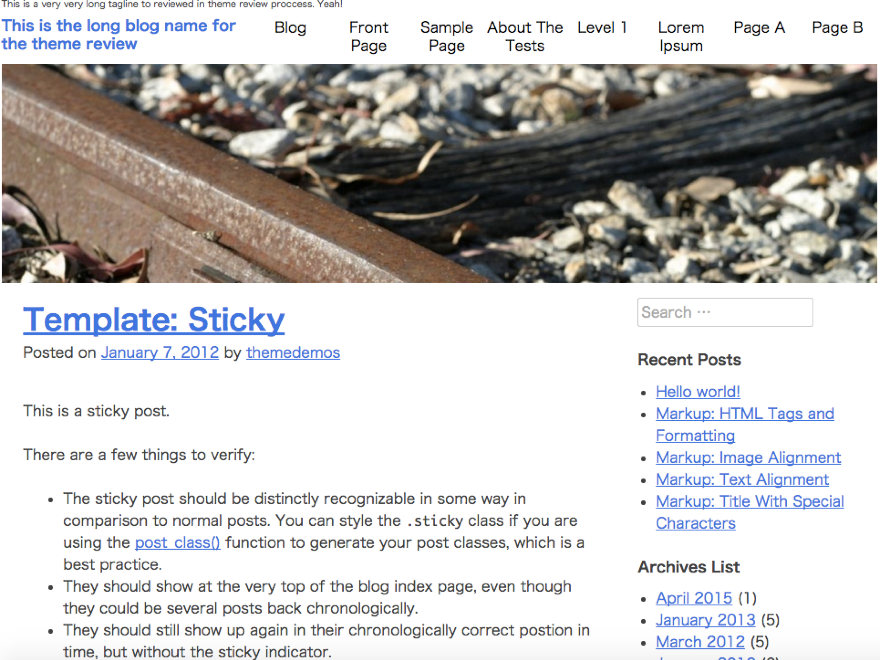 This is a very very long tagline to reviewed in theme review proccess. Yeah!
This is the long blog name for
the theme review
Blog
Front
Page
Sample
Page
About The
Tests
Level 1
Lorem
Ipsum
Page A
Page B
Template: Sticky
Posted on January 7, 2012 by themedemos
This is a sticky post.
There are a few things to verify:
The sticky post should be distinctly recognizable in some way in
comparison to normal posts. You can style the .sticky class if you are
using the post_class() function to generate your post classes, which is a
best practice.
They should show at the very top of the blog index page, even though
they could be several posts back chronologically.
They should still show up again in their chronologically correct postion in
time, but without the sticky indicator.
Search …
Recent Posts
Hello world!
Markup: HTML Tags and
Formatting
Markup: Image Alignment
Markup: Text Alignment
Markup: Title With Special
Characters
Archives List
April 2015 (1)
January 2013 (5)
March 2012 (5)